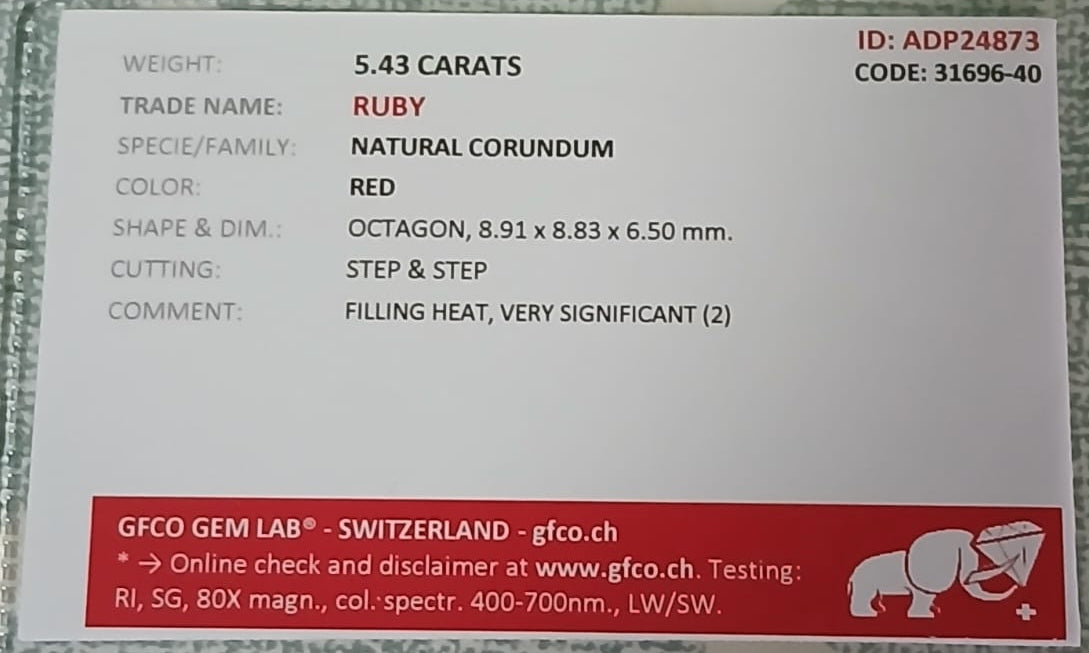 ID: ADP24873
CODE: 31696-40
WEIGHT: 5.43 CARATS
TRADE NAME: RUBY
SPECIE/FAMILY: NATURAL CORUNDUM
COLOR: RED
SHAPE & DIM.: OCTAGON, 8.91 x 8.83 x 6.50 mm.
CUTTING: STEP & STEP
COMMENT: FILLING HEAT, VERY SIGNIFICANT (2)
GFCO GEM LAB® - SWITZERLAND - gfco.ch
* → Online check and disclaimer at www.gfco.ch. Testing:
RI, SG, 80X magn., col. spectr. 400-700nm., LW/SW.